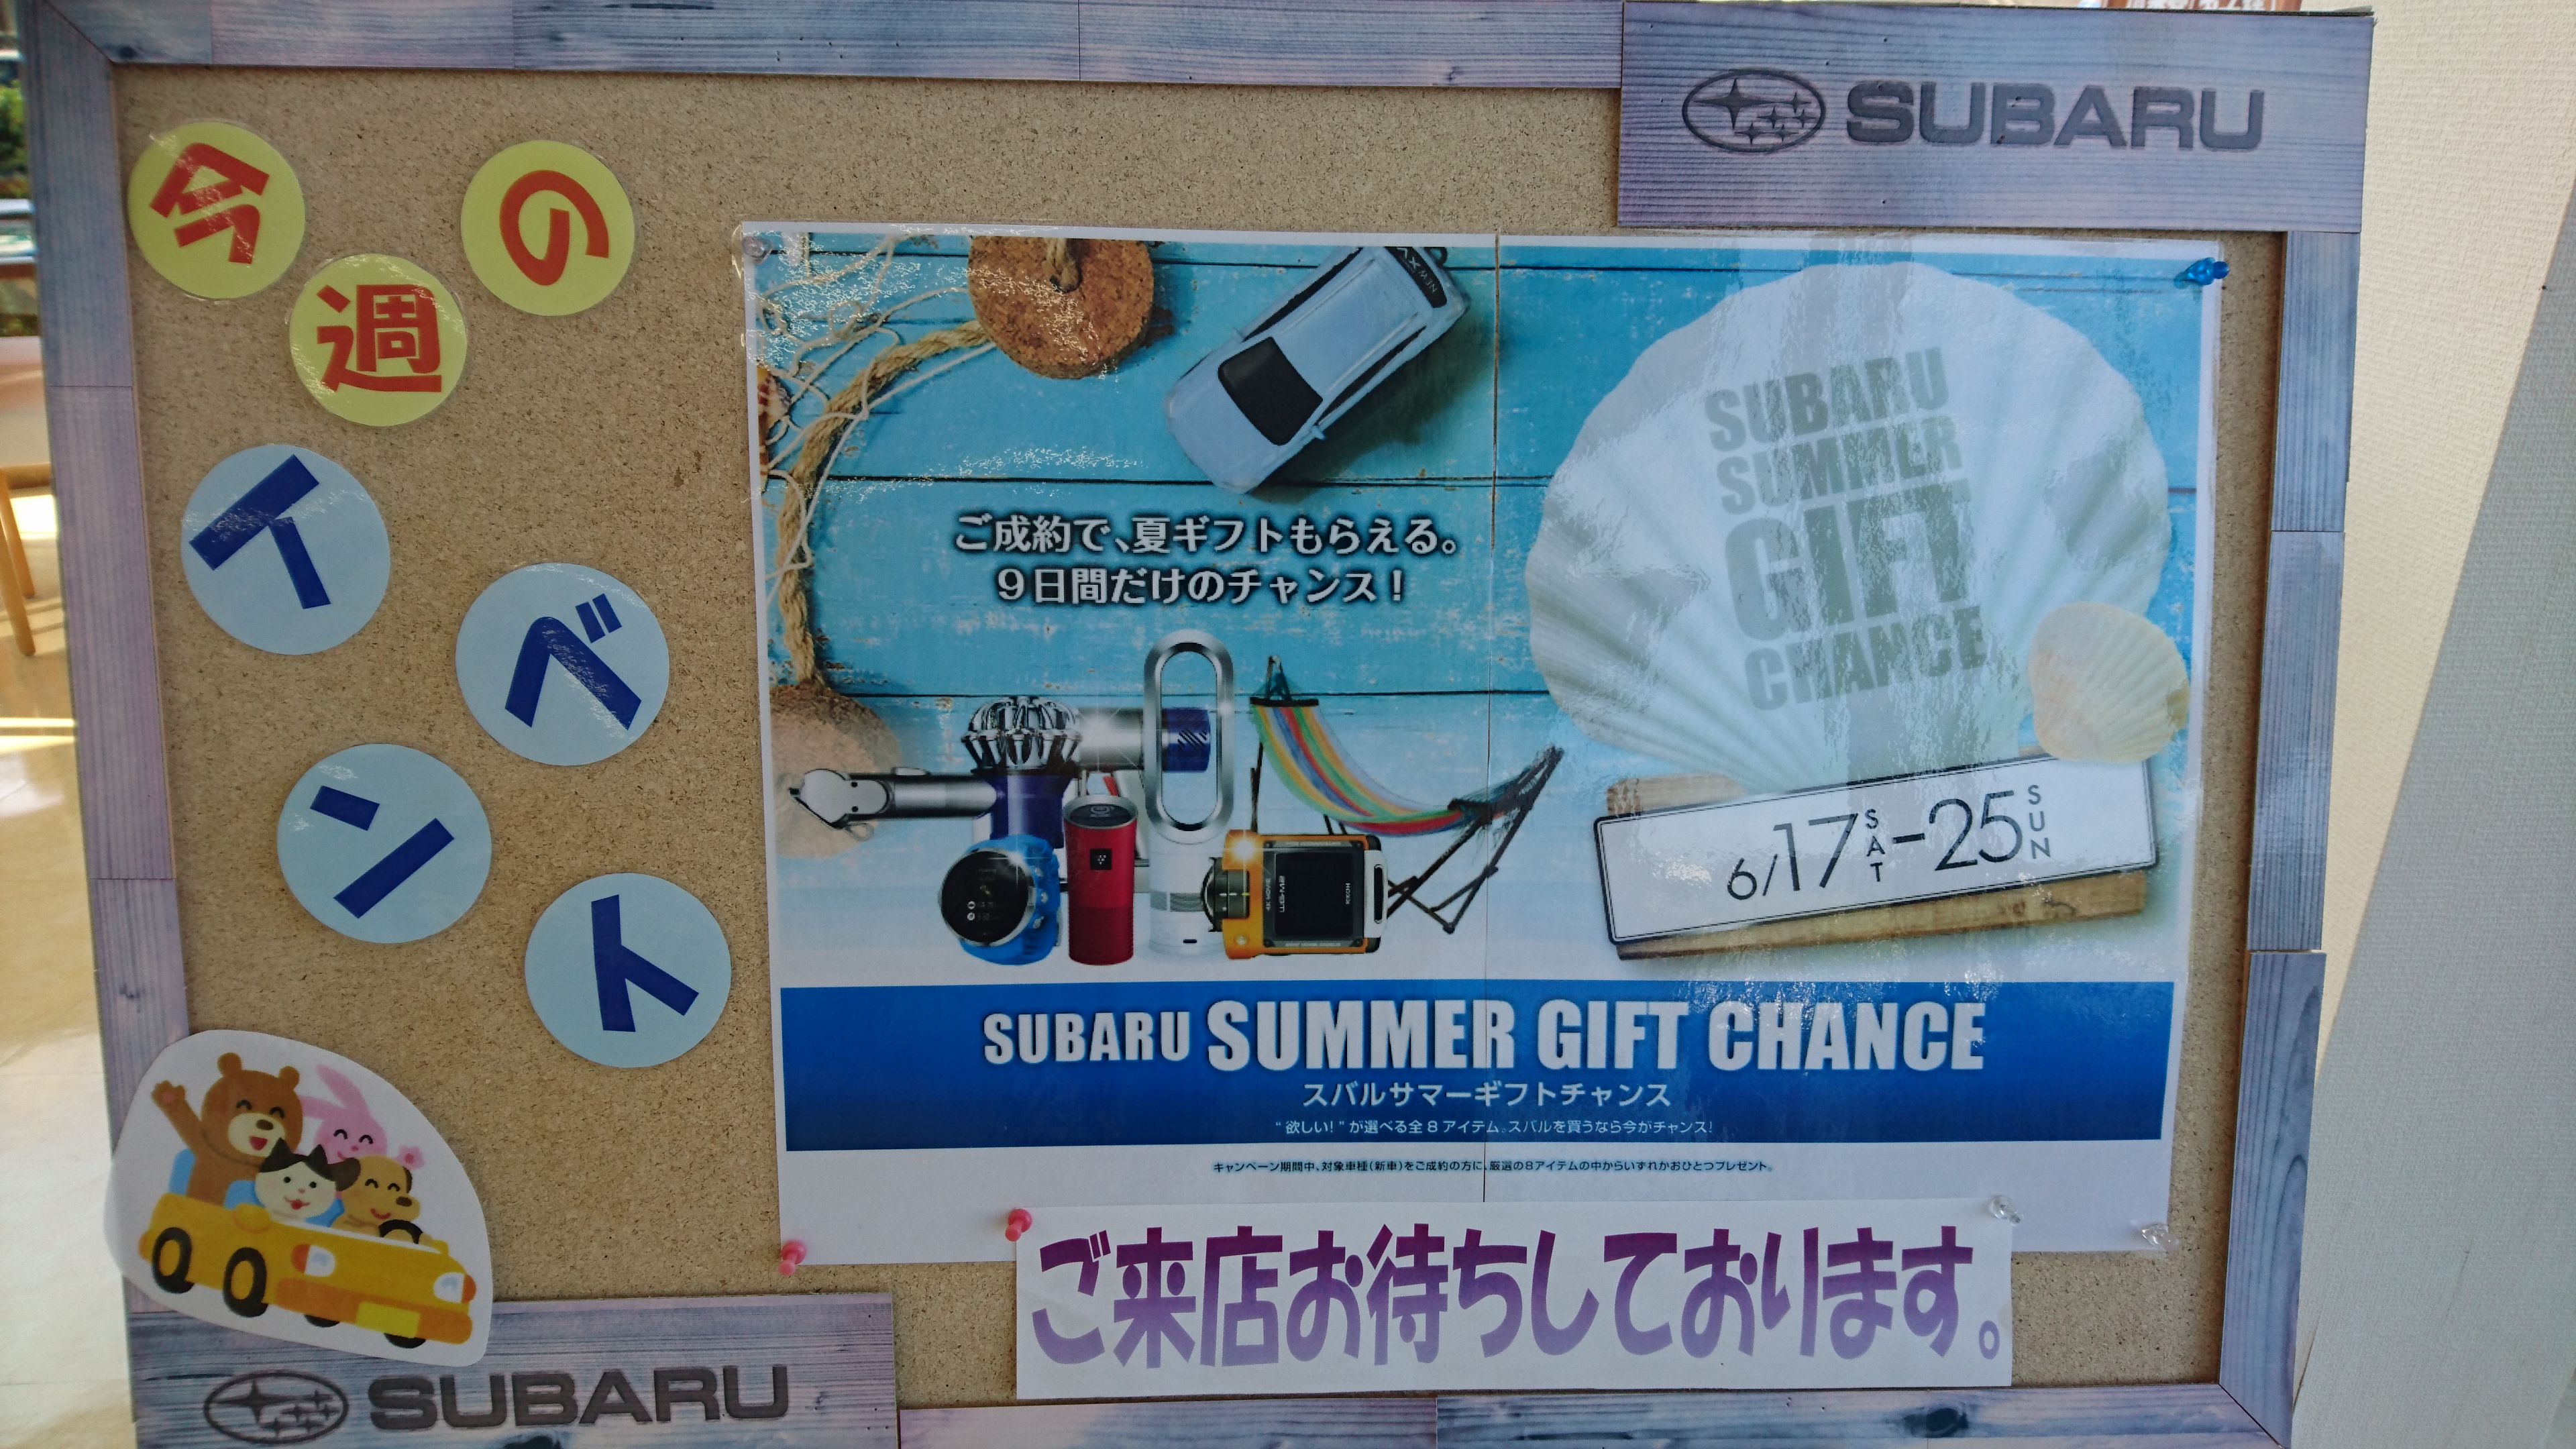 SUBARU
今週の
イベント
NEW XV
SUBARU
SUMMER
GIFT
CHANCE
ご成約で、夏ギフトもらえる。
9日間だけのチャンス！
6/17 SAT-25 SUN
SUBARU SUMMER GIFT CHANCE
スバルサマーギフトチャンス
“欲しい！”が選べる全8アイテム。スバルを買うなら今がチャンス！
キャンペーン期間中、対象車種（新車）をご成約の方に、厳選の8アイテムの中からいずれかおひとつプレゼント。
ご来店お待ちしております。
SUBARU